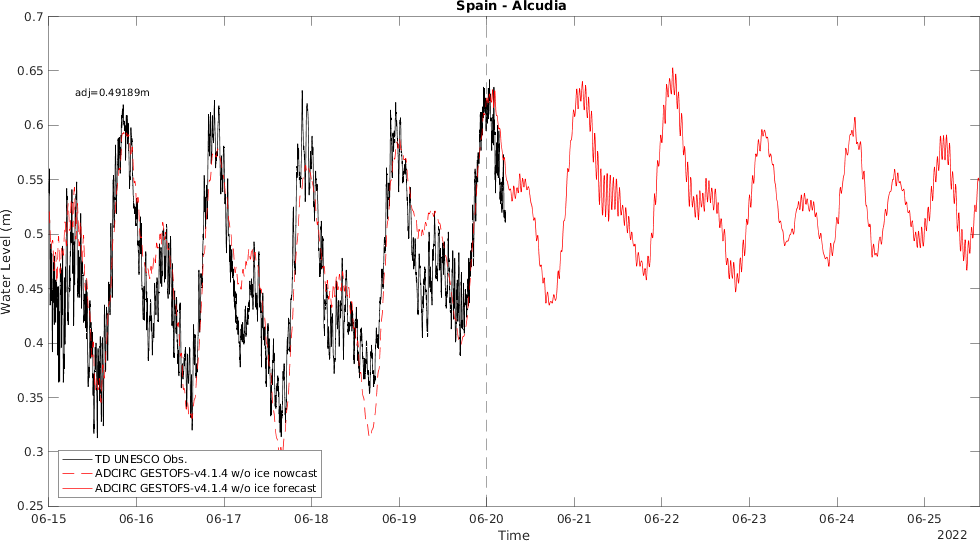 Spain - Alcudia
0.7
0.65
adj=0.49189m
0.6
0.55
0.5
Water Level (m)
0.45
0.4
0.35
0.3
TD UNESCO Obs.
ADCIRC GESTOFS-v4.1.4 w/o ice nowcast
ADCIRC GESTOFS-v4.1.4 w/o ice forecast
0.25
06-15 06-16 06-17 06-18 06-19 06-20 06-21 06-22 06-23 06-24 06-25
Time
2022